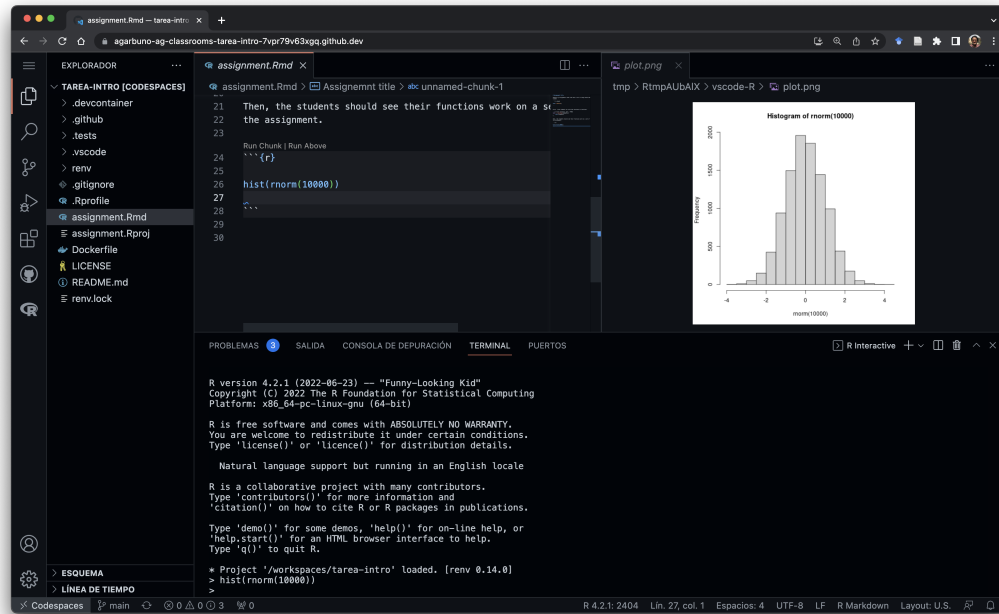 assignment.Rmd — tarea-intro
agarbuno-ag-classrooms-tarea-intro-7vpr79v63xgq.github.dev
EXPLORADOR
TAREA-INTRO [CODESPACES]
.devcontainer
.github
.tests
.vscode
renv
.gitignore
.Rprofile
assignment.Rmd
assignment.Rproj
Dockerfile
LICENSE
README.md
renv.lock
ESQUEMA
LÍNEA DE TIEMPO
assignment.Rmd
assignment.Rmd > Assignemnt title > unnamed-chunk-1
21 Then, the students should see their functions work on a se
the assignment.
23
Run Chunk | Run Above
24 ```{r}
25
26 hist(rnorm(10000))
27
28 ```
29
30
plot.png
tmp > RtmpAUbAIX > vscode-R > plot.png
Histogram of rnorm(10000)
Frequency
2000
1500
1000
500
0
-4 -2 0 2 4
rnorm(10000)
PROBLEMAS 3 SALIDA CONSOLA DE DEPURACIÓN TERMINAL PUERTOS
R Interactive
R version 4.2.1 (2022-06-23) -- "Funny-Looking Kid"
Copyright (C) 2022 The R Foundation for Statistical Computing
Platform: x86_64-pc-linux-gnu (64-bit)
R is free software and comes with ABSOLUTELY NO WARRANTY.
You are welcome to redistribute it under certain conditions.
Type 'license()' or 'licence()' for distribution details.
Natural language support but running in an English locale
R is a collaborative project with many contributors.
Type 'contributors()' for more information and
'citation()' on how to cite R or R packages in publications.
Type 'demo()' for some demos, 'help()' for on-line help, or
'help.start()' for an HTML browser interface to help.
Type 'q()' to quit R.
* Project '/workspaces/tarea-intro' loaded. [renv 0.14.0]
> hist(rnorm(10000))
>
Codespaces main 0 0 3 0
R 4.2.1: 2404 Lín. 27, col. 1 Espacios: 4 UTF-8 LF R Markdown Layout: U.S.